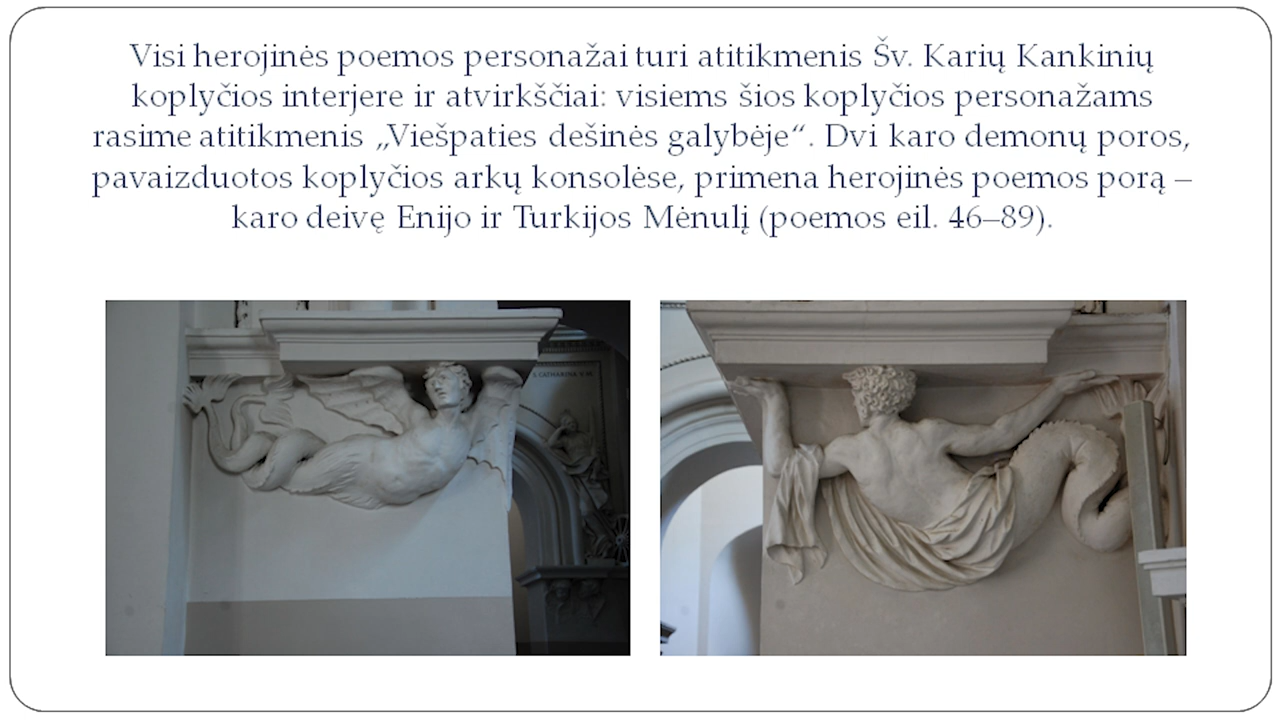 Visi herojinės poemos personažai turi atitikmenis Šv. Karių Kankinių
koplyčios interjere ir atvirkščiai: visiems šios koplyčios personažams
rasime atitikmenis „Viešpaties dešinės galybėje“. Dvi karo demonų poros,
pavaizduotos koplyčios arkų konsolėse, primena herojinės poemos porą –
karo deivę Enijo ir Turkijos Mėnulį (poemos eil. 46–89).
S. CATHARINA V. M.